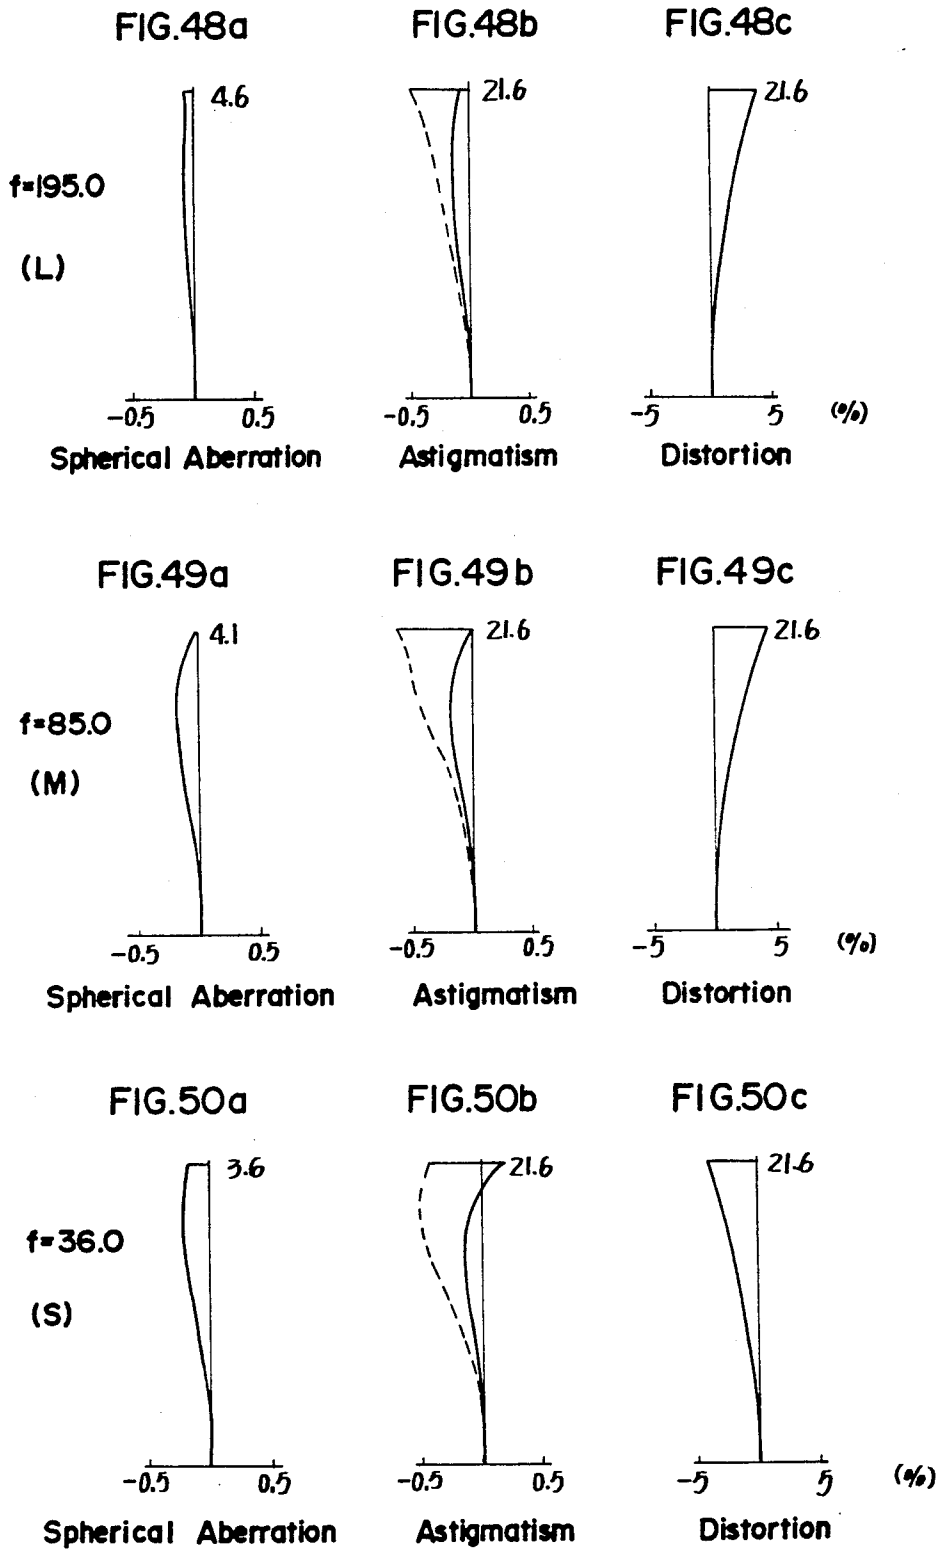 FIG.48a FIG.48b FIG.48c
4.6 21.6 21.6
f=195.0
(L)
-0.5 0.5 -0.5 0.5 -5 5 (%)
Spherical Aberration Astigmatism Distortion
FIG.49a FIG.49b FIG.49c
4.1 21.6 21.6
f=85.0
(M)
-0.5 0.5 -0.5 0.5 -5 5 (%)
Spherical Aberration Astigmatism Distortion
FIG.50a FIG.50b FIG.50c
3.6 21.6 21.6
f=36.0
(S)
-0.5 0.5 -0.5 0.5 -5 5 (%)
Spherical Aberration Astigmatism Distortion